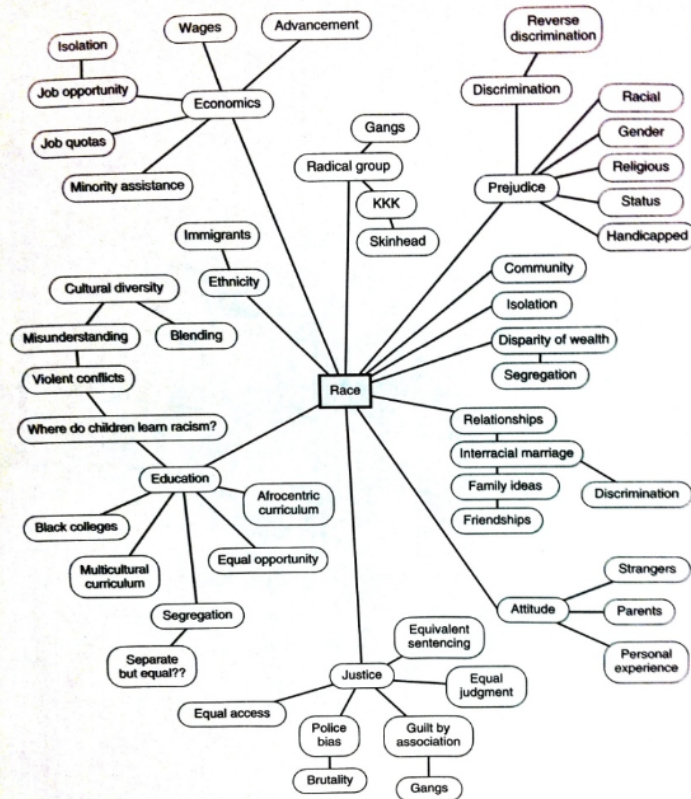 Reverse
discrimination
Wages
Advancement
Isolation
Discrimination
Job opportunity
Economics
Racial
Gangs
Gender
Job quotas
Radical group
Religious
Minority assistance
Prejudice
KKK
Status
Immigrants
Skinhead
Handicapped
Community
Ethnicity
Cultural diversity
Isolation
Misunderstanding
Blending
Disparity of wealth
Violent conflicts
Segregation
Race
Where do children learn racism?
Relationships
Interracial marriage
Education
Afrocentric
curriculum
Family ideas
Discrimination
Black colleges
Friendships
Multicultural
curriculum
Equal opportunity
Strangers
Segregation
Attitude
Parents
Equivalent
sentencing
Separate
but equal??
Personal
experience
Justice
Equal
judgment
Equal access
Police
bias
Guilt by
association
Brutality
Gangs